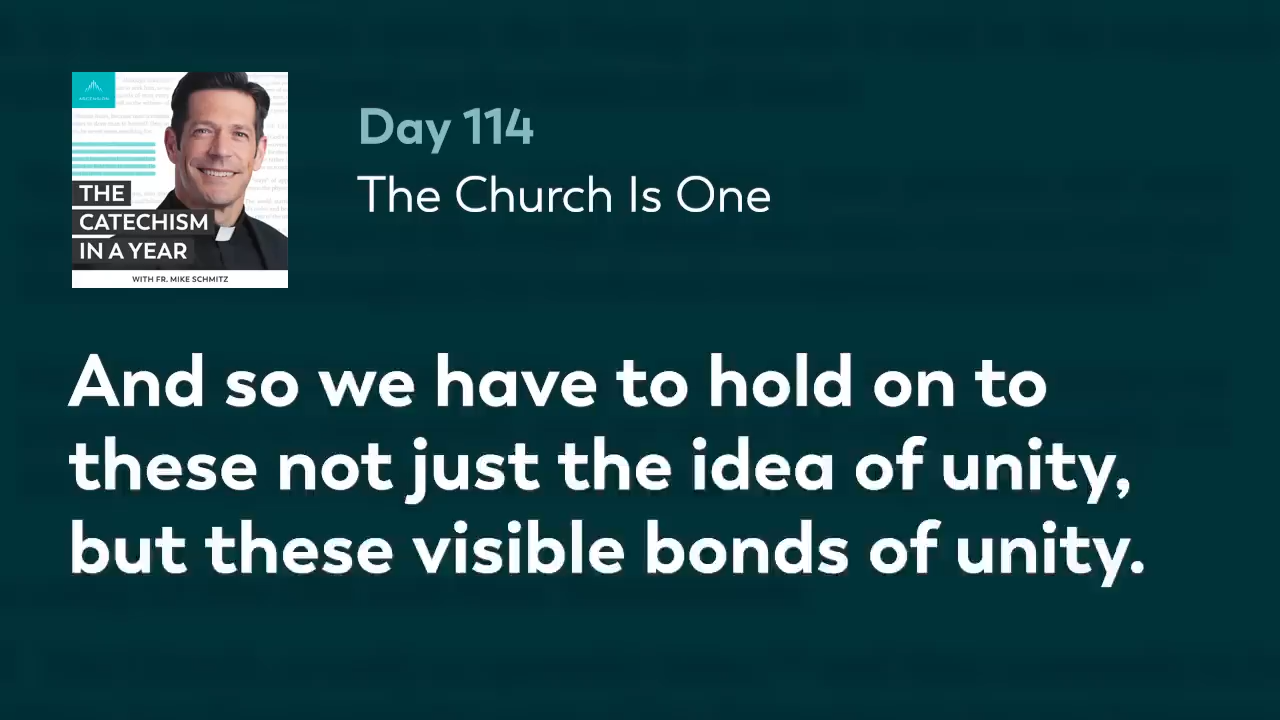 ASCENSION
THE
CATECHISM
IN A YEAR
WITH FR. MIKE SCHMITZ
Day 114
The Church Is One
And so we have to hold on to
these not just the idea of unity,
but these visible bonds of unity.